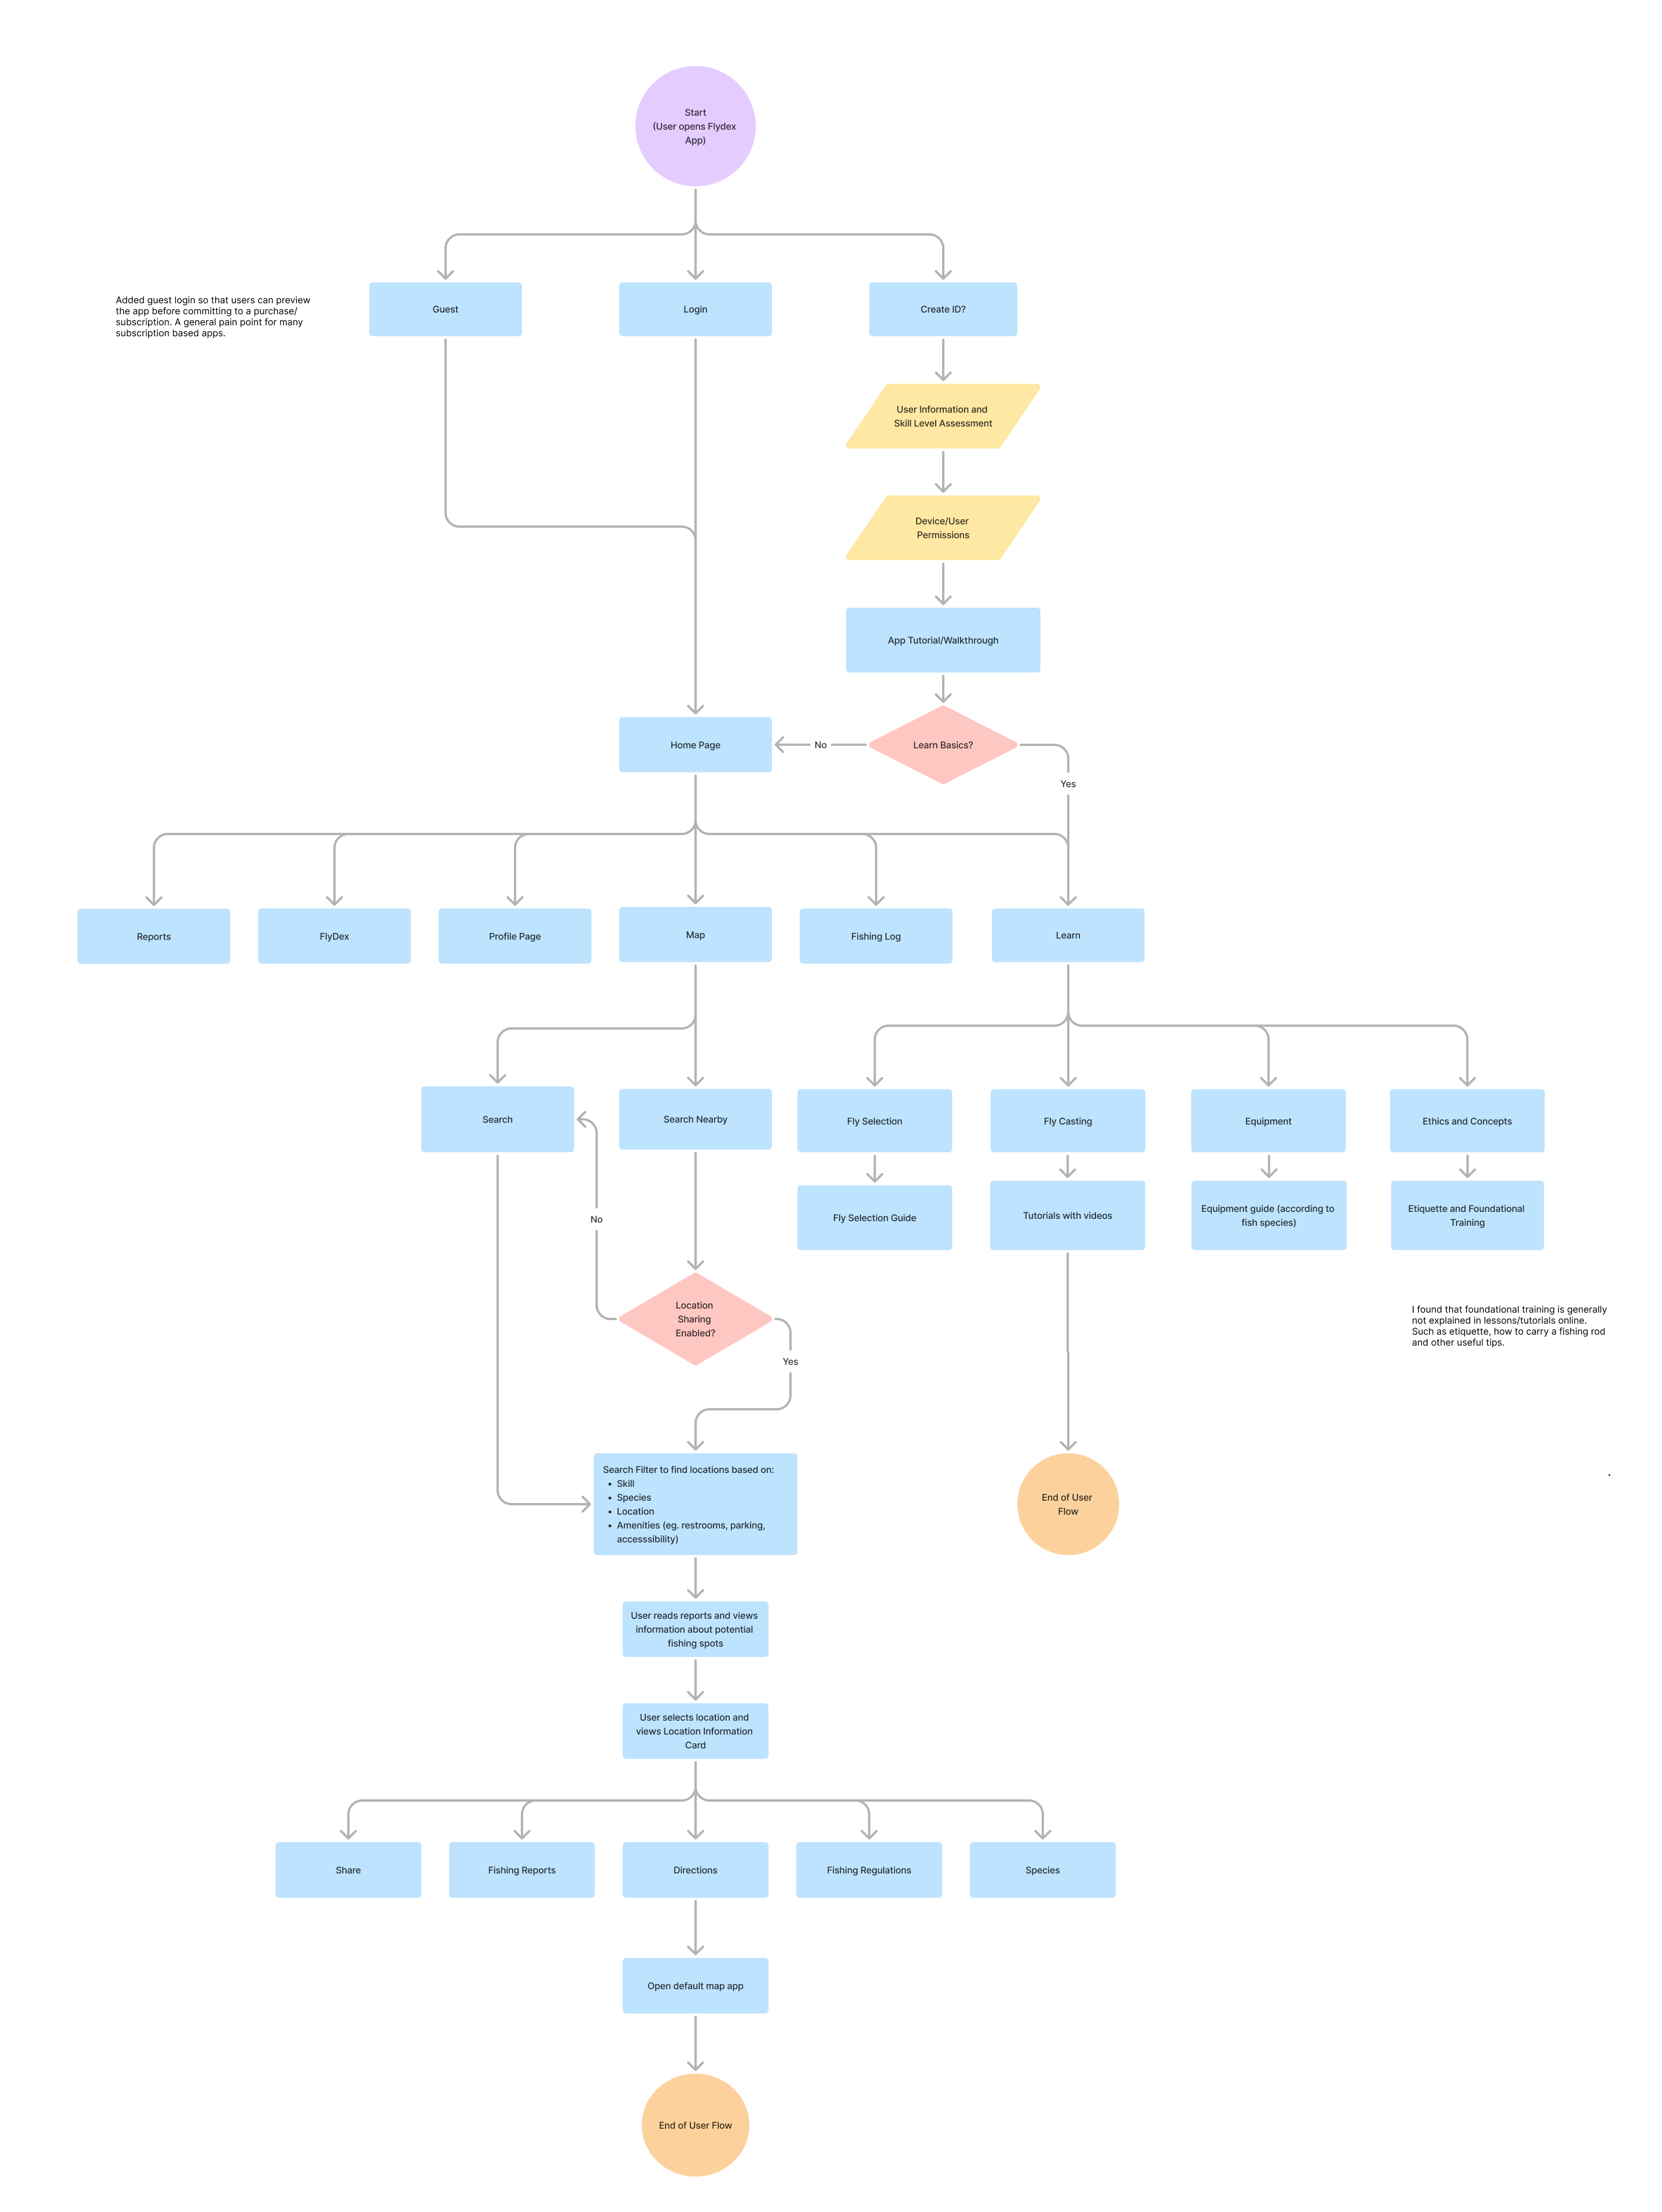 Start
(User opens Flydex
App)
Guest
Login
Create ID?
Added guest login so that users can preview
the app before committing to a purchase/
subscription. A general pain point for many
subscription based apps.
User Information and
Skill Level Assessment
Device/User
Permissions
App Tutorial/Walkthrough
Home Page
No
Learn Basics?
Yes
Reports
FlyDex
Profile Page
Map
Fishing Log
Learn
Search
Search Nearby
Fly Selection
Fly Casting
Equipment
Ethics and Concepts
Fly Selection Guide
Tutorials with videos
Equipment guide (according to
fish species)
Etiquette and Foundational
Training
No
Location
Sharing
Enabled?
Yes
I found that foundational training is generally
not explained in lessons/tutorials online.
Such as etiquette, how to carry a fishing rod
and other useful tips.
Search Filter to find locations based on:
• Skill
• Species
• Location
• Amenities (eg. restrooms, parking,
accesssibility)
End of User
Flow
.
User reads reports and views
information about potential
fishing spots
User selects location and
views Location Information
Card
Share
Fishing Reports
Directions
Fishing Regulations
Species
Open default map app
End of User Flow